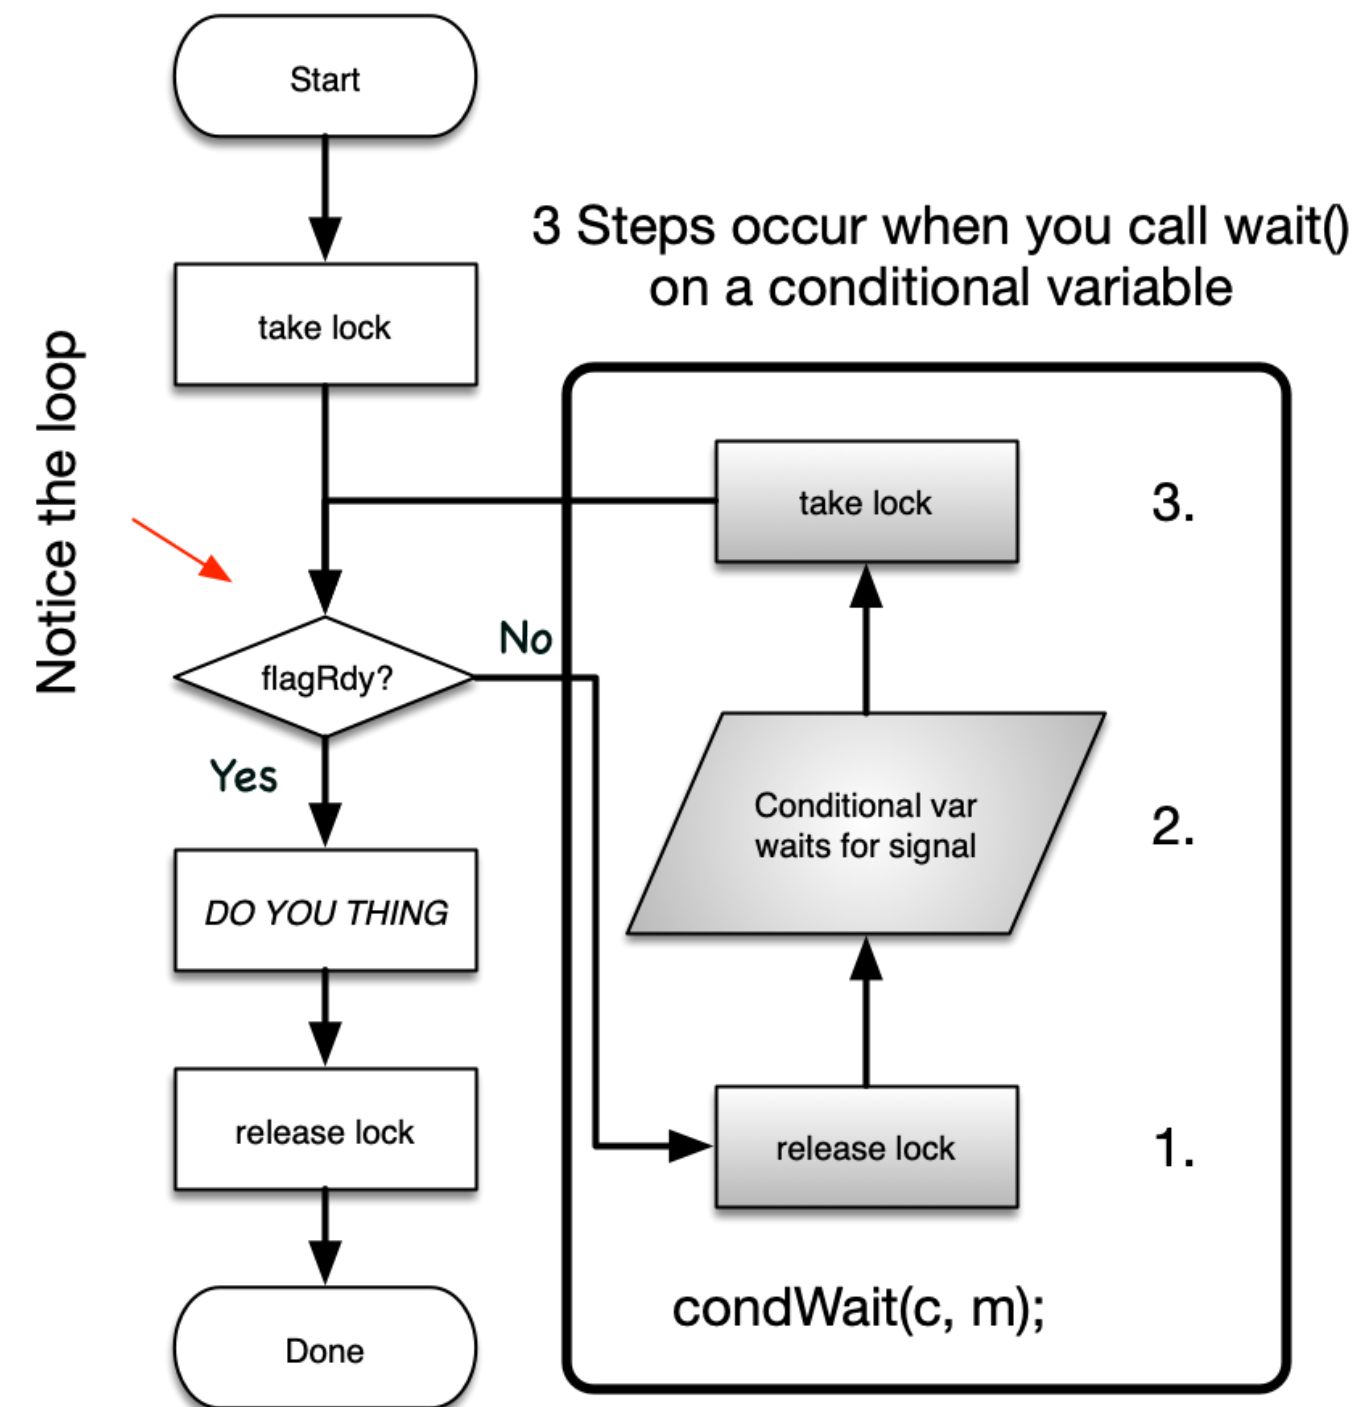 Start
3 Steps occur when you call wait()
on a conditional variable
take lock
Notice the loop
take lock
3.
No
flagRdy?
Yes
Conditional var
waits for signal
2.
DO YOU THING
release lock
release lock
1.
condWait(c, m);
Done